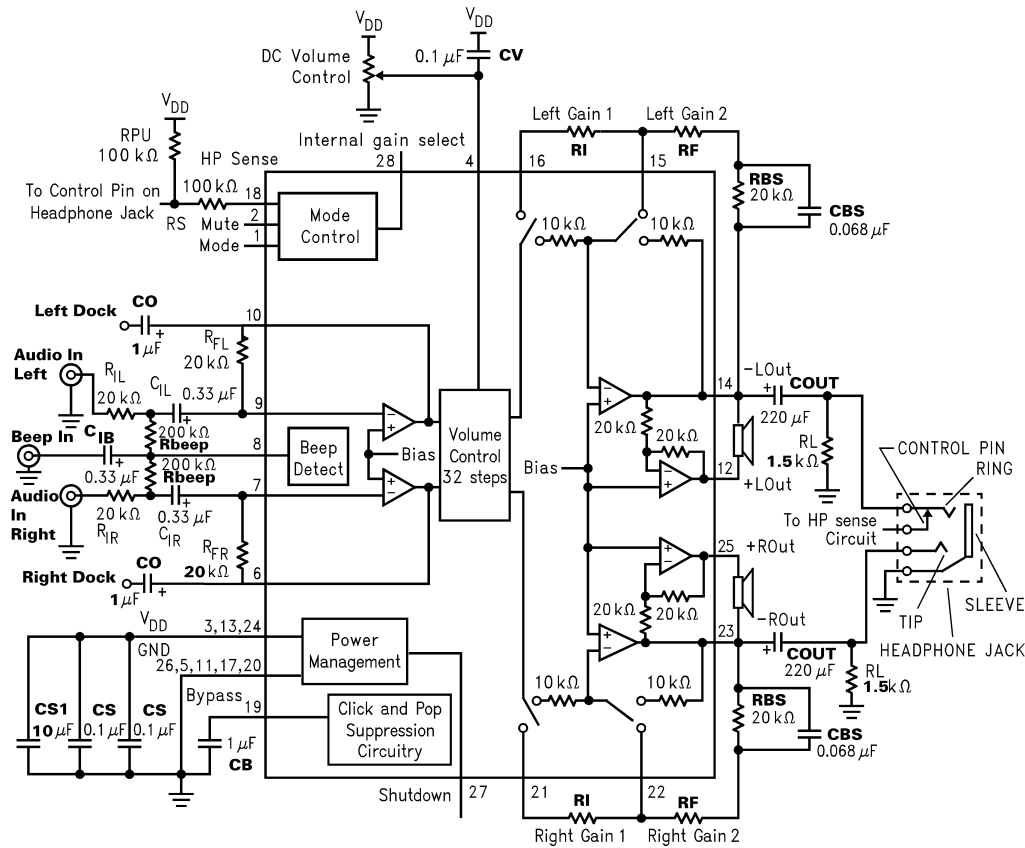 VDD
VDD
DC Volume
Control
0.1 µF CV
VDD
RPU
100 kΩ
HP Sense
Internal gain select
28
4
Left Gain 1
Left Gain 2
RI
RF
16
15
To Control Pin on
Headphone Jack
100 kΩ
RS
18
Mute 2
Mode 1
Mode
Control
10 kΩ
10 kΩ
RBS
20 kΩ
CBS
0.068 µF
Left Dock
CO
1 µF
10
RFL
20 kΩ
Audio In
Left
RIL
20 kΩ
CIL
0.33 µF
9
200 kΩ
Rbeep
Beep In
CIB
0.33 µF
8
Beep
Detect
200 kΩ
Rbeep
Audio
In
Right
20 kΩ
RIR
0.33 µF
CIR
7
RFR
20 kΩ
Right Dock
CO
1 µF
6
Bias
Volume
Control
32 steps
Bias
20 kΩ
20 kΩ
14
-LOut
COUT
220 µF
12
+LOut
RL
1.5 kΩ
CONTROL PIN
RING
To HP sense
Circuit
TIP
SLEEVE
HEADPHONE JACK
25
+ROut
20 kΩ
20 kΩ
23
-ROut
COUT
220 µF
RL
1.5 kΩ
10 kΩ
10 kΩ
RBS
20 kΩ
CBS
0.068 µF
VDD
3,13,24
GND
26,5,11,17,20
Power
Management
Bypass
19
Click and Pop
Suppression
Circuitry
CS1
10 µF
CS
0.1 µF
CS
0.1 µF
1 µF
CB
Shutdown
27
21
RI
22
RF
Right Gain 1
Right Gain 2